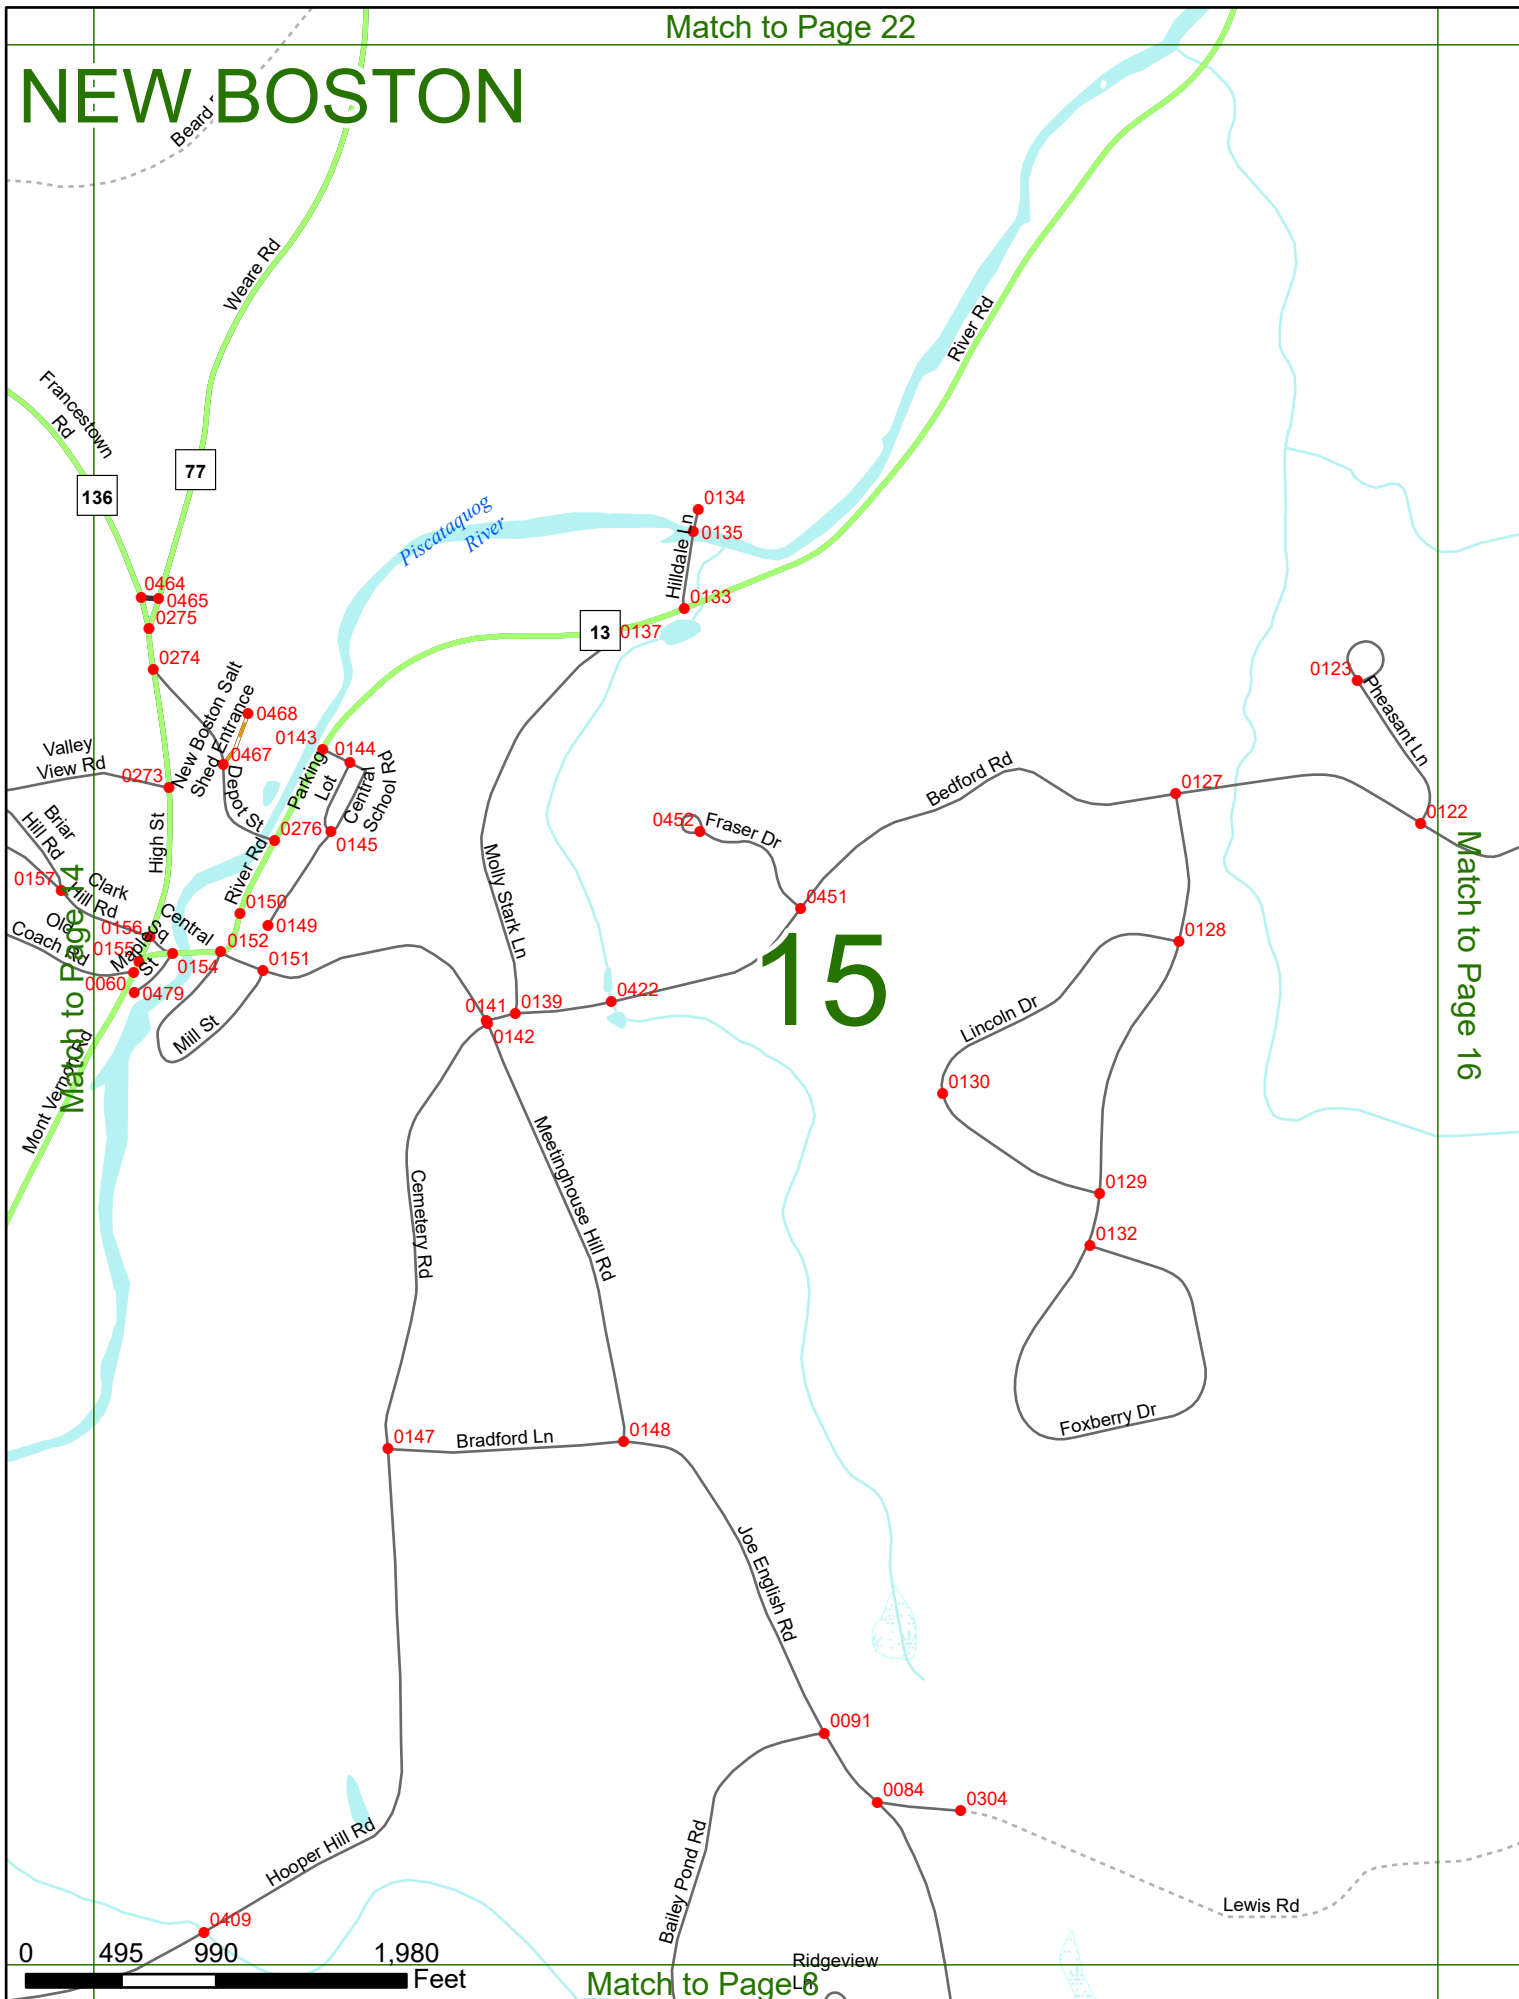 Match to Page 22
NEW BOSTON
Beard
Weare Rd
River Rd
Francestown
Rd
77
136
Piscataquog
River
0134
0135
Hilldale Ln
0133
0464
0465
0275
13
0137
0274
New Boston Salt
Shed Entrance
0468
0123
Pheasant Ln
0143
0144
Valley
View Rd
0273
0467
Parking
Lot
Central
School Rd
Bedford Rd
0127
0122
Depot St
Briar
Hill Rd
High St
0276
0145
0452
Fraser Dr
Molly Stark Ln
River Rd
0157
Clark
Hill Rd
0150
0149
0451
Match to Page 14
Match to Page 16
Old
Coach Rd
0156
Central
Sq
0155
Maple
St
0154
0152
0151
0128
15
0060
0479
0422
0139
0141
0142
Mill St
Lincoln Dr
Mont Vernon Rd
0130
Meetinghouse Hill Rd
Cemetery Rd
0129
0132
Foxberry Dr
0147
Bradford Ln
0148
Joe English Rd
0091
0084
0304
Hooper Hill Rd
Bailey Pond Rd
Lewis Rd
0409
0 495 990 1,980
Feet
Ridgeview
Ln
Match to Page 8